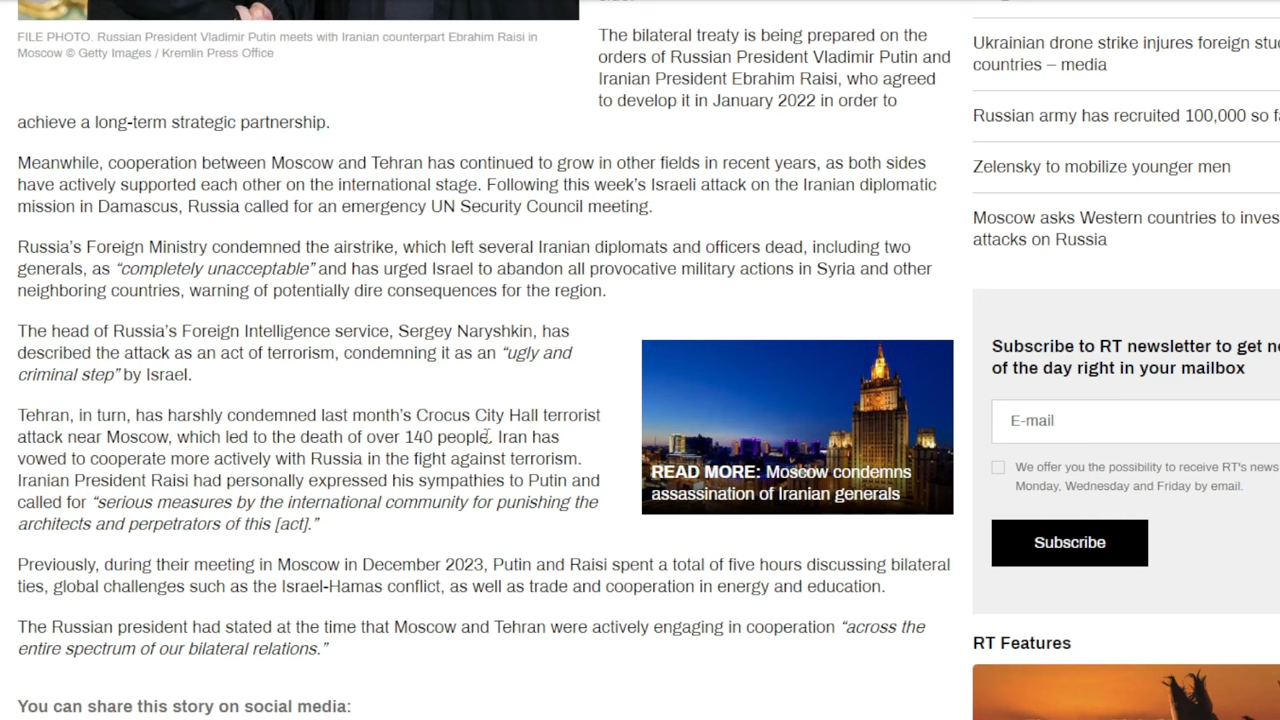 FILE PHOTO. Russian President Vladimir Putin meets with Iranian counterpart Ebrahim Raisi in
Moscow © Getty Images / Kremlin Press Office
The bilateral treaty is being prepared on the
orders of Russian President Vladimir Putin and
Iranian President Ebrahim Raisi, who agreed
to develop it in January 2022 in order to
achieve a long-term strategic partnership.
Meanwhile, cooperation between Moscow and Tehran has continued to grow in other fields in recent years, as both sides
have actively supported each other on the international stage. Following this week's Israeli attack on the Iranian diplomatic
mission in Damascus, Russia called for an emergency UN Security Council meeting.
Russia's Foreign Ministry condemned the airstrike, which left several Iranian diplomats and officers dead, including two
generals, as “completely unacceptable” and has urged Israel to abandon all provocative military actions in Syria and other
neighboring countries, warning of potentially dire consequences for the region.
The head of Russia's Foreign Intelligence service, Sergey Naryshkin, has
described the attack as an act of terrorism, condemning it as an “ugly and
criminal step” by Israel.
Tehran, in turn, has harshly condemned last month's Crocus City Hall terrorist
attack near Moscow, which led to the death of over 140 people. Iran has
vowed to cooperate more actively with Russia in the fight against terrorism.
Iranian President Raisi had personally expressed his sympathies to Putin and
called for “serious measures by the international community for punishing the
architects and perpetrators of this [act].”
READ MORE: Moscow condemns
assassination of Iranian generals
Previously, during their meeting in Moscow in December 2023, Putin and Raisi spent a total of five hours discussing bilateral
ties, global challenges such as the Israel-Hamas conflict, as well as trade and cooperation in energy and education.
The Russian president had stated at the time that Moscow and Tehran were actively engaging in cooperation “across the
entire spectrum of our bilateral relations.”
You can share this story on social media:
Ukrainian drone strike injures foreign
countries – media
Russian army has recruited 100,000 so
Zelensky to mobilize younger men
Moscow asks Western countries to
attacks on Russia
Subscribe to RT newsletter to get
of the day right in your mailbox
E-mail
We offer you the possibility to receive RT's news
Monday, Wednesday and Friday by email.
Subscribe
RT Features